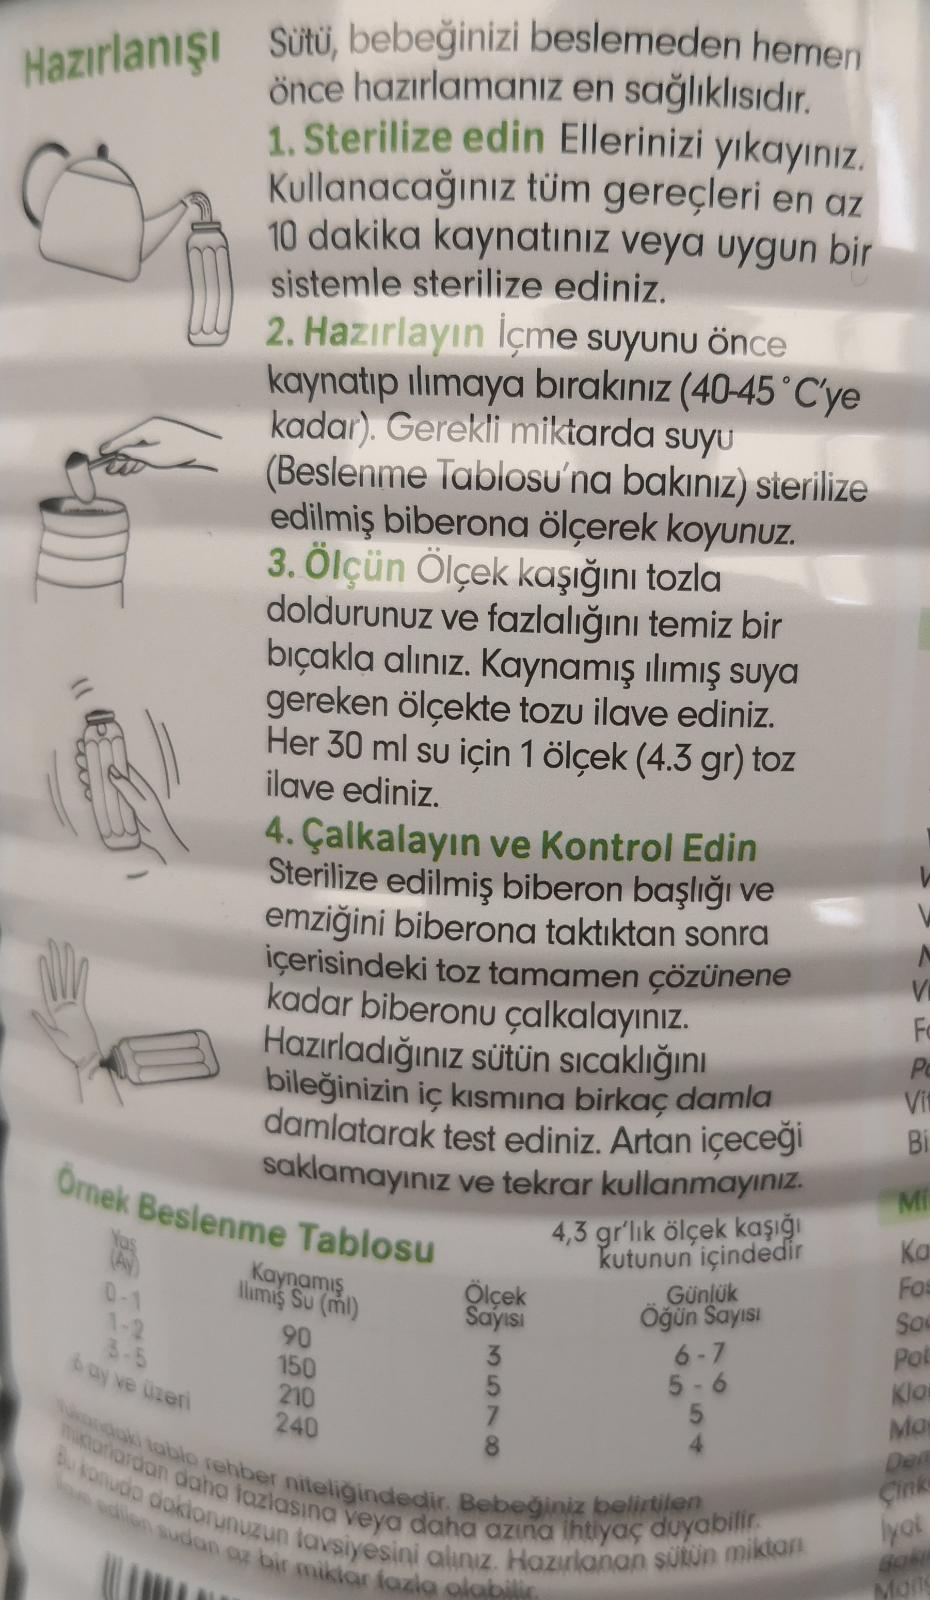 Hazırlanışı
Sütü, bebeğinizi beslemeden hemen
önce hazırlamanız en sağlıklısıdır.
1. Sterilize edin Ellerinizi yıkayınız.
Kullanacağınız tüm gereçleri en az
10 dakika kaynatınız veya uygun bir
sistemle sterilize ediniz.
2. Hazırlayın İçme suyunu önce
kaynatıp ılımaya bırakınız (40-45°C'ye
kadar). Gerekli miktarda suyu
(Beslenme Tablosu'na bakınız) sterilize
edilmiş biberona ölçerek koyunuz.
3. Ölçün Ölçek kaşığını tozla
doldurunuz ve fazlalığını temiz bir
bıçakla alınız. Kaynamış ılımış suya
gereken ölçekte tozu ilave ediniz.
Her 30 ml su için 1 ölçek (4.3 gr) toz
ilave ediniz.
4. Çalkalayın ve Kontrol Edin
Sterilize edilmiş biberon başlığı ve
emziğini biberona taktıktan sonra
içerisindeki toz tamamen çözünene
kadar biberonu çalkalayınız.
Hazırladığınız sütün sıcaklığını
bileğinizin iç kısmına birkaç damla
damlatarak test ediniz. Artan içeceği
saklamayınız ve tekrar kullanmayınız.
Örnek Beslenme Tablosu
4,3 gr'lık ölçek kaşığı
kutunun içindedir
Yaş (Ay) Kaynamış Ilımış Su (ml) Ölçek Sayısı Günlük Öğün Sayısı
0-1 90 3 6 - 7
1-2 150 5 5 - 6
3-5 210 7 5
6 ay ve üzeri 240 8 4
Yukarıdaki tablo rehber niteliğindedir. Bebeğiniz belirtilen
miktarlardan daha fazlasına veya daha azına ihtiyaç duyabilir.
Bu konuda doktorunuzun tavsiyesini alınız. Hazırlanan sütün miktarı
ilave edilen sudan az bir miktar fazla olabilir.